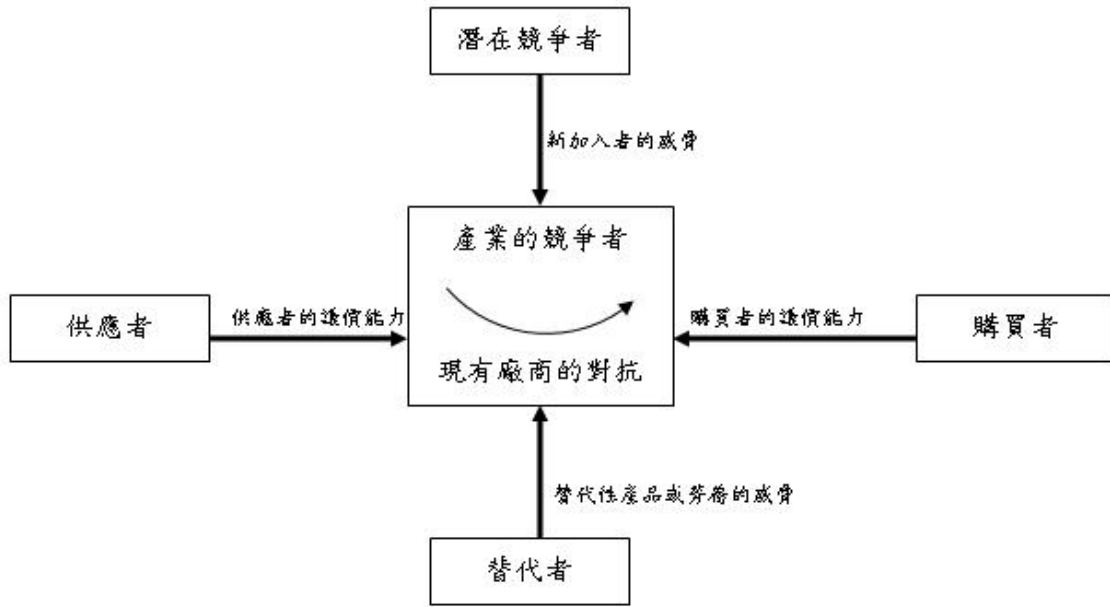 潛在競爭者
新加入者的威脅
產業的競爭者
供應者
供應者的議價能力
購買者的議價能力
購買者
現有廠商的對抗
替代性產品或勞務的威脅
替代者